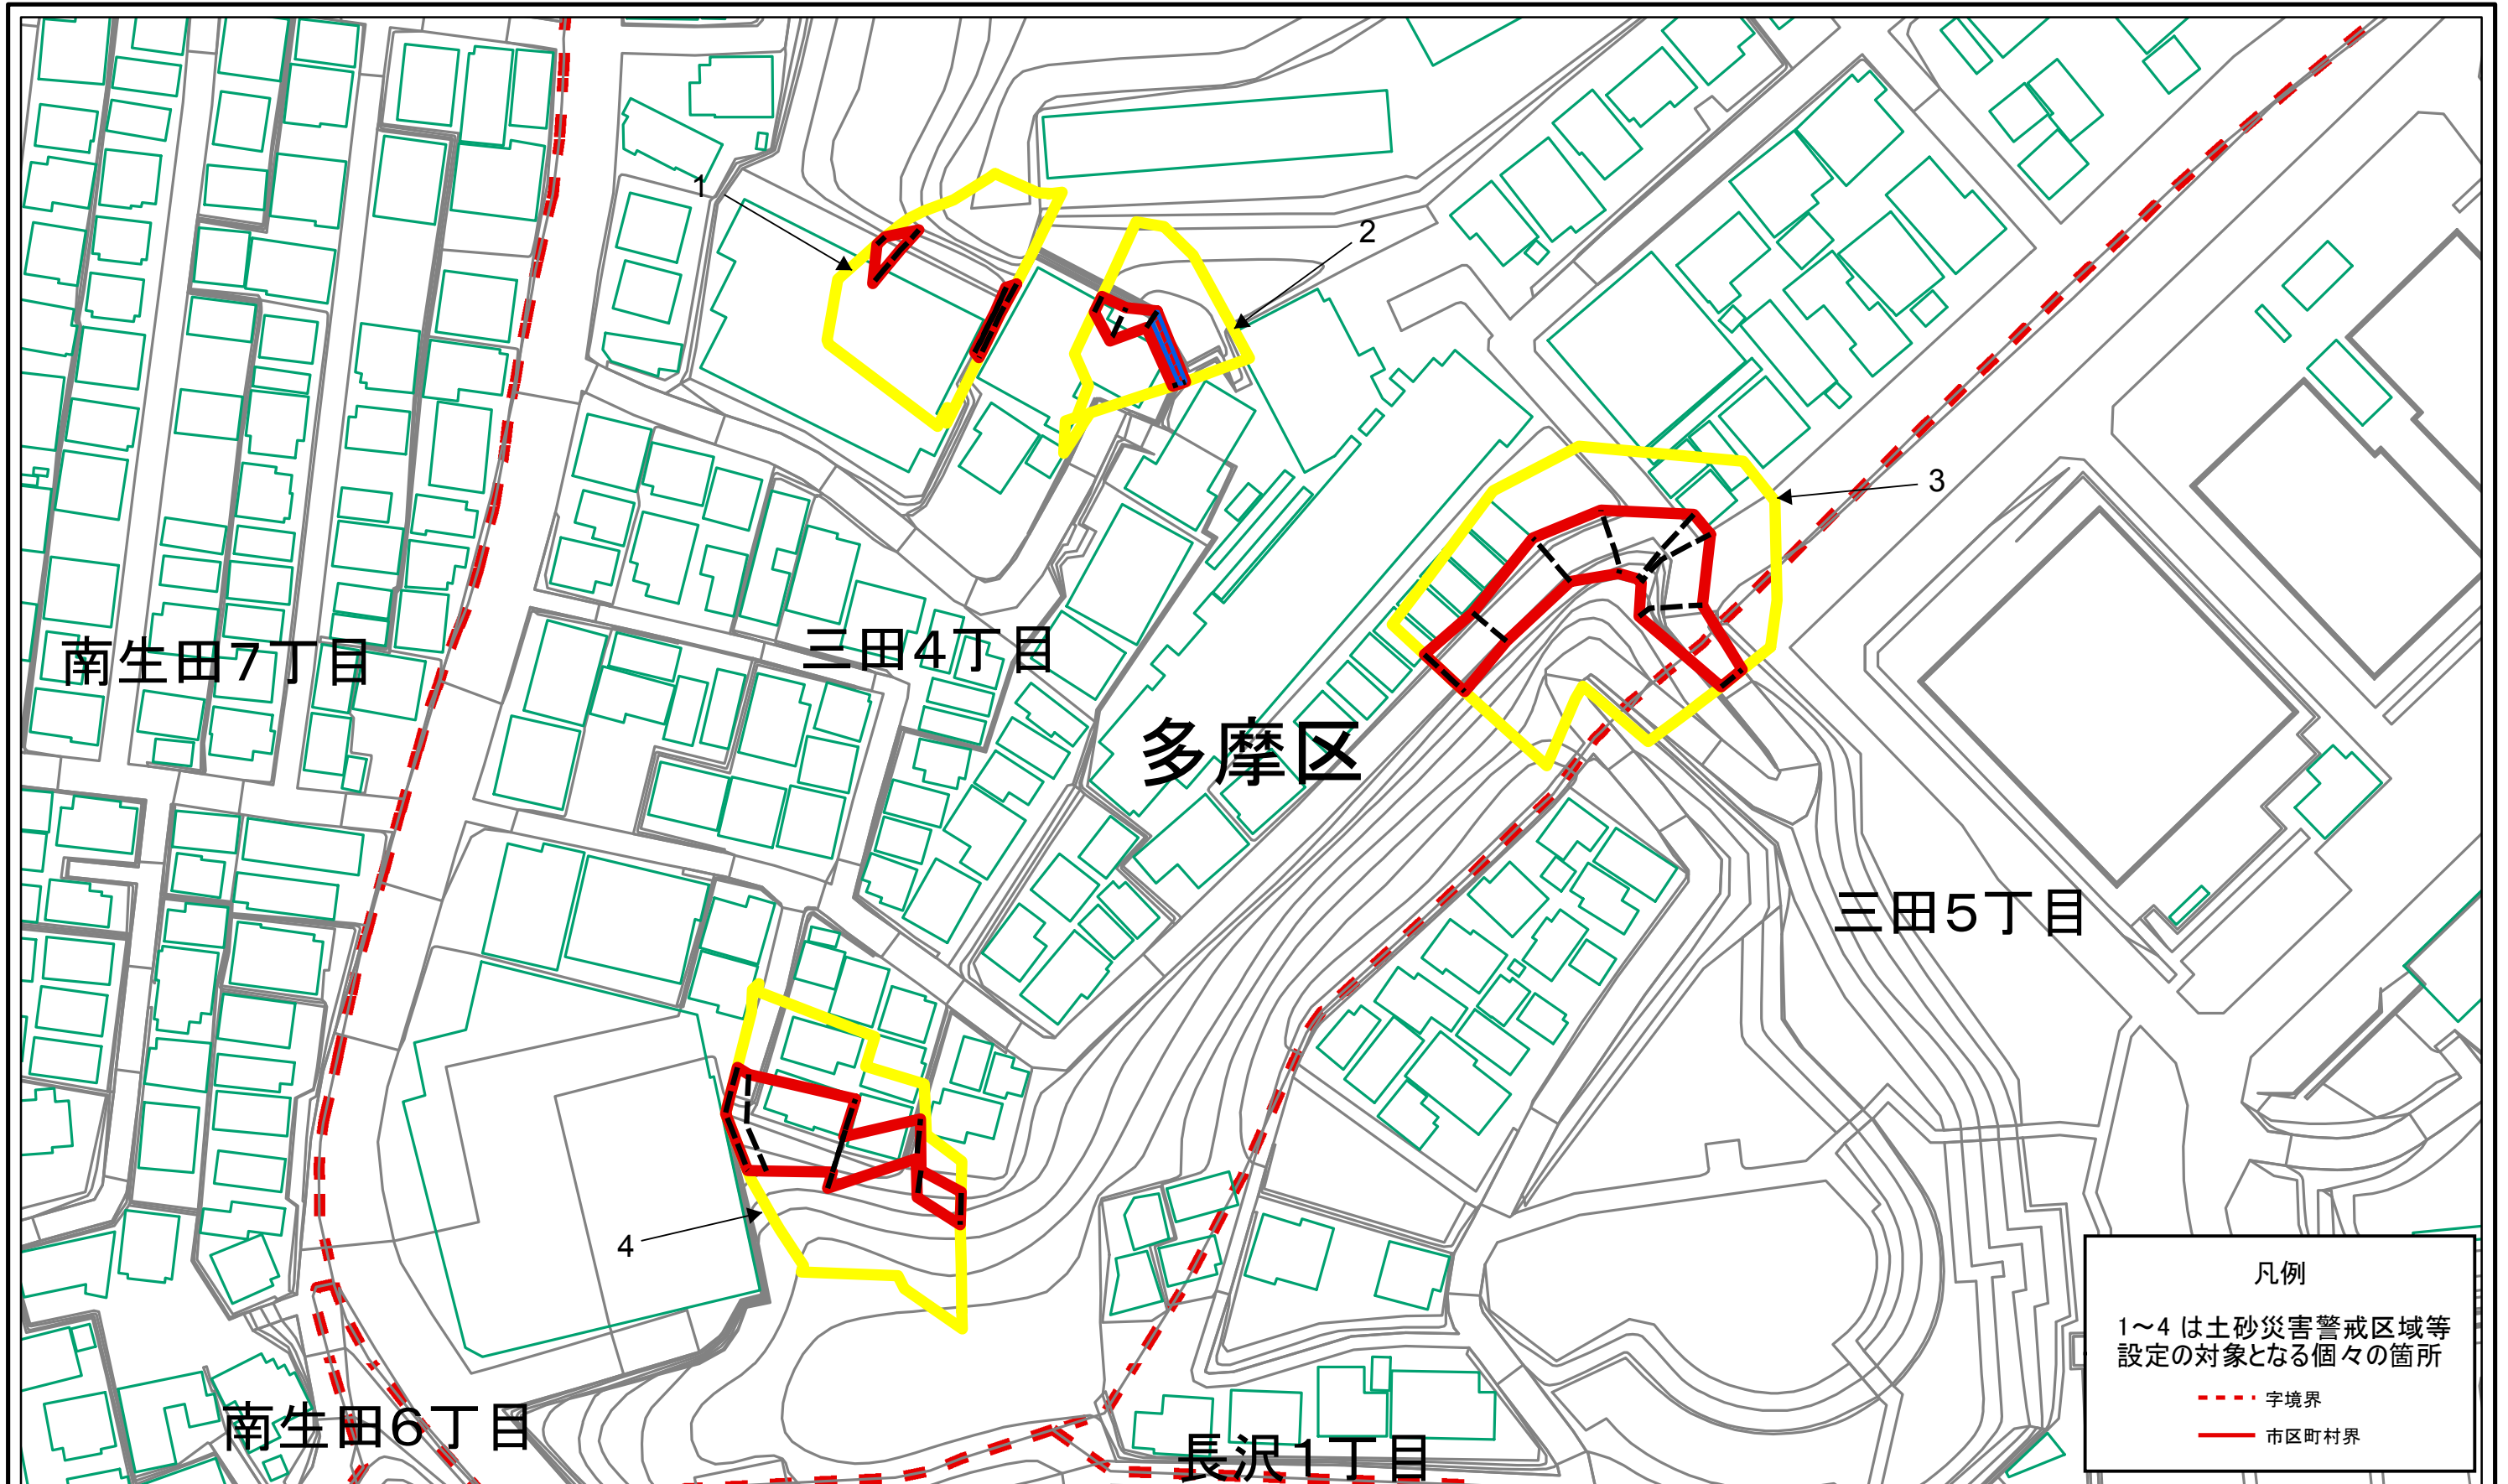 1
2
3
南生田7丁目
三田4丁目
多摩区
三田5丁目
4
南生田6丁目
長沢1丁目
凡例
1～4 は土砂災害警戒区域等
設定の対象となる個々の箇所
字境界
市区町村界